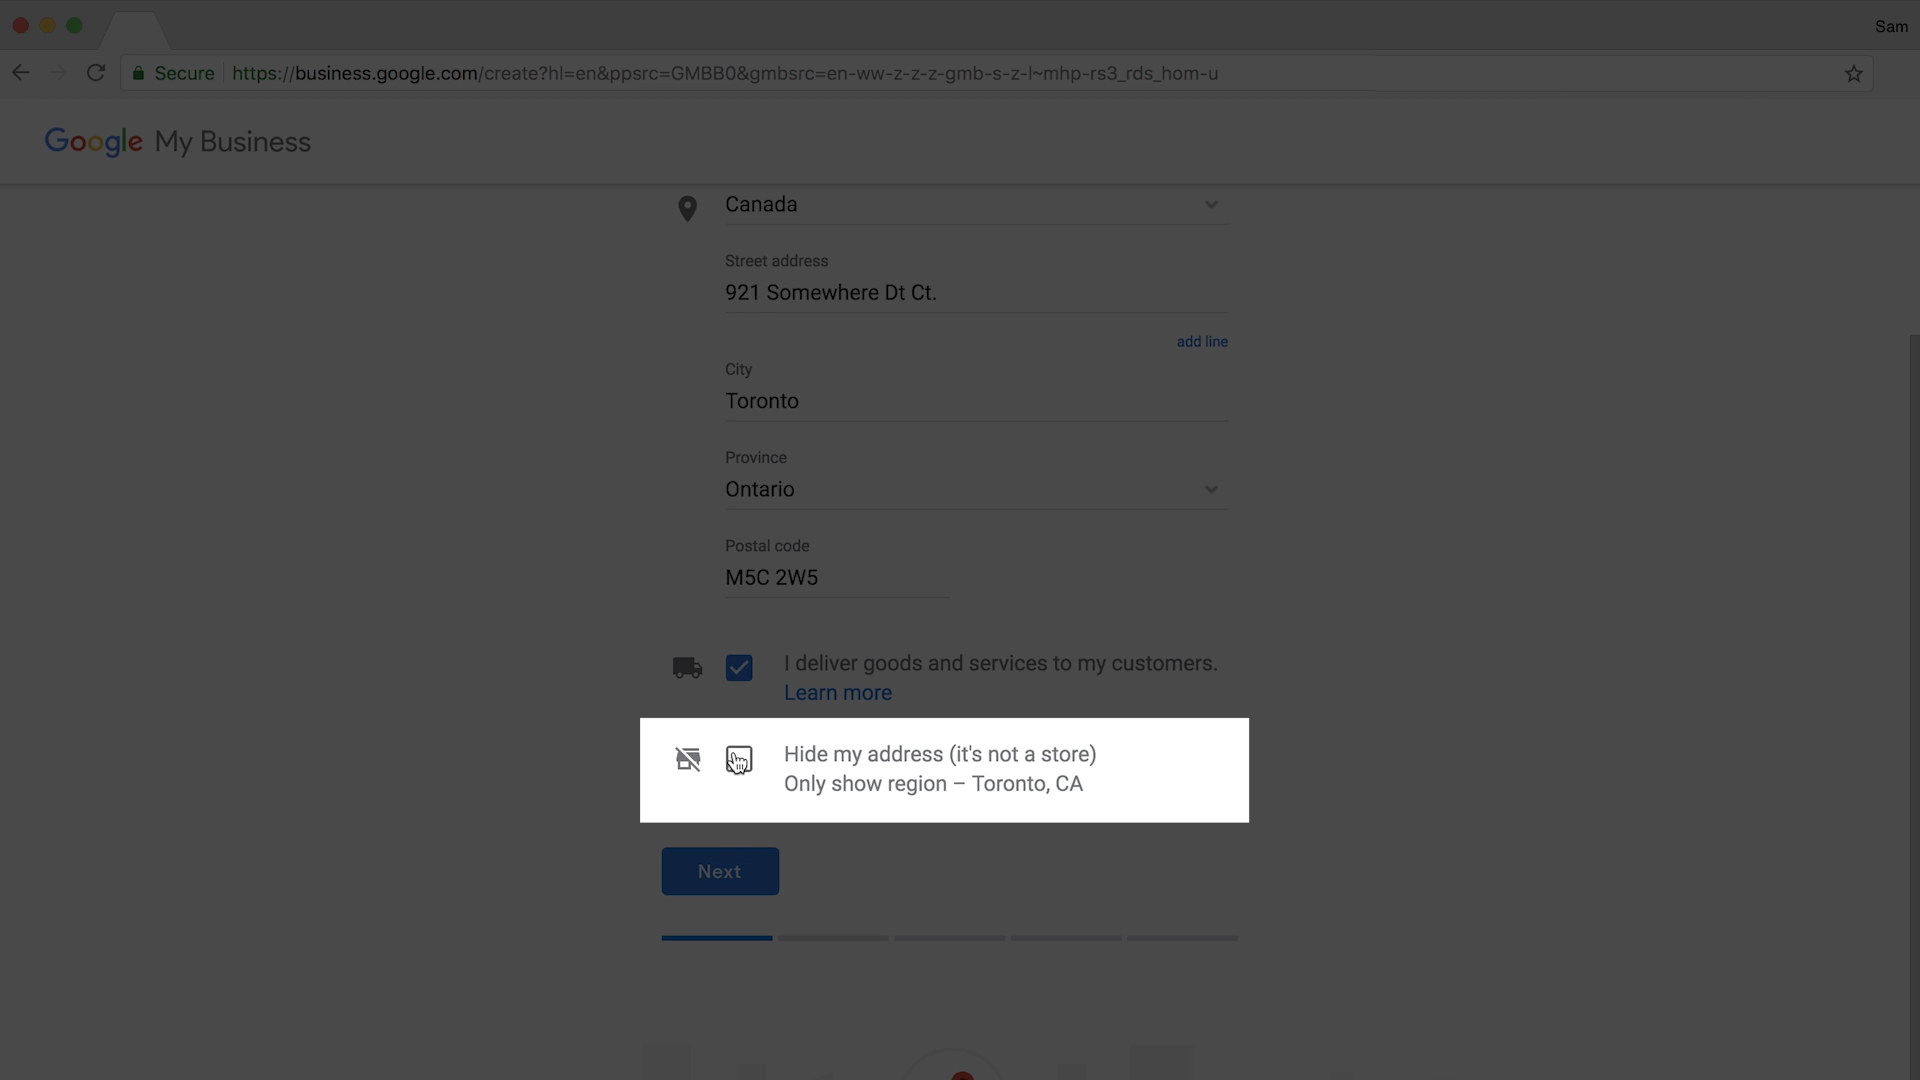 Sam
Secure https://business.google.com/create?hl=en&ppsrc=GMBB0&gmbsrc=en-ww-z-z-z-gmb-s-z-l~mhp-rs3_rds_hom-u
Google My Business
Canada
Street address
921 Somewhere Dt Ct.
add line
City
Toronto
Province
Ontario
Postal code
M5C 2W5
I deliver goods and services to my customers.
Learn more
Hide my address (it's not a store)
Only show region – Toronto, CA
Next